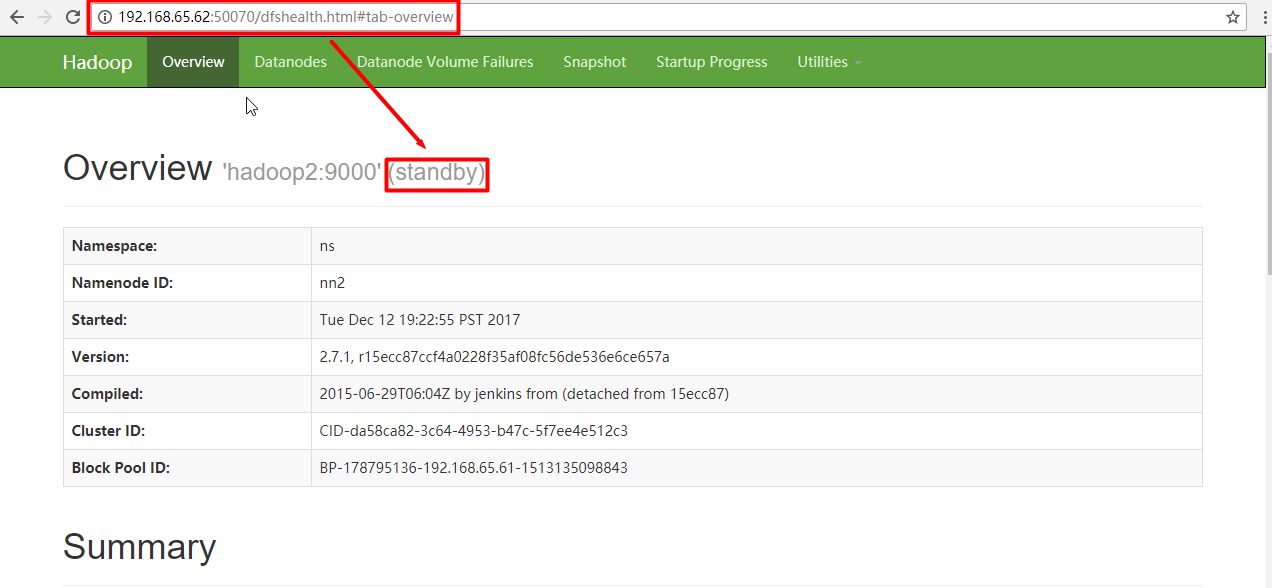 192.168.65.62:50070/dfshealth.html#tab-overview
Hadoop Overview Datanodes Datanode Volume Failures Snapshot Startup Progress Utilities
Overview 'hadoop2:9000' (standby)
Namespace: ns
Namenode ID: nn2
Started: Tue Dec 12 19:22:55 PST 2017
Version: 2.7.1, r15ecc87ccf4a0228f35af08fc56de536e6ce657a
Compiled: 2015-06-29T06:04Z by jenkins from (detached from 15ecc87)
Cluster ID: CID-da58ca82-3c64-4953-b47c-5f7ee4e512c3
Block Pool ID: BP-178795136-192.168.65.61-1513135098843
Summary